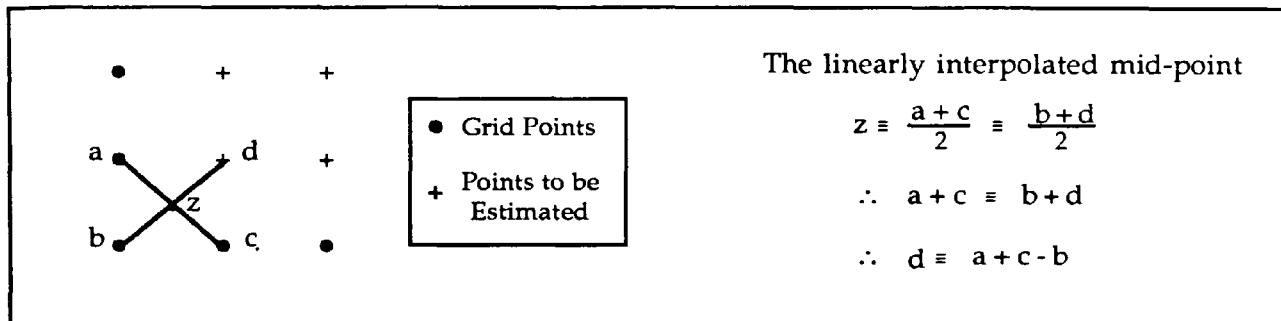 a
d
z
b
c
● Grid Points
+ Points to be
Estimated
The linearly interpolated mid-point
z ≡ a + c / 2 ≡ b + d / 2
∴ a + c ≡ b + d
∴ d ≡ a + c - b